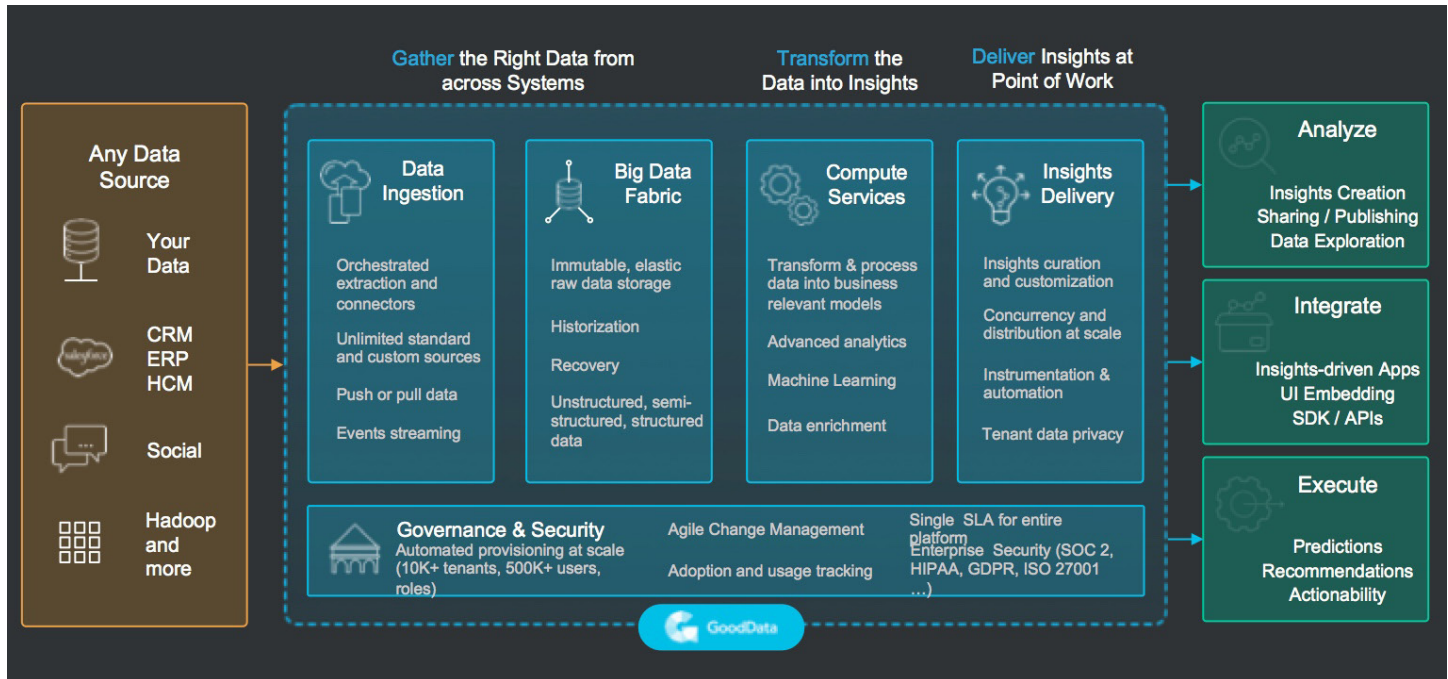 Gather the Right Data from
across Systems
Transform the
Data into Insights
Deliver Insights at
Point of Work
Any Data
Source
Your
Data
salesforce
CRM
ERP
HCM
Social
Hadoop
and
more
Data
Ingestion
Orchestrated
extraction and
connectors
Unlimited standard
and custom sources
Push or pull data
Events streaming
Big Data
Fabric
Immutable, elastic
raw data storage
Historization
Recovery
Unstructured, semi-
structured, structured
data
Compute
Services
Transform & process
data into business
relevant models
Advanced analytics
Machine Learning
Data enrichment
Insights
Delivery
Insights curation
and customization
Concurrency and
distribution at scale
Instrumentation &
automation
Tenant data privacy
Governance & Security
Automated provisioning at scale
(10K+ tenants, 500K+ users,
roles)
Agile Change Management
Adoption and usage tracking
Single SLA for entire
platform
Enterprise Security (SOC 2,
HIPAA, GDPR, ISO 27001
…)
GoodData
Analyze
Insights Creation
Sharing / Publishing
Data Exploration
Integrate
Insights-driven Apps
UI Embedding
SDK / APIs
Execute
Predictions
Recommendations
Actionability